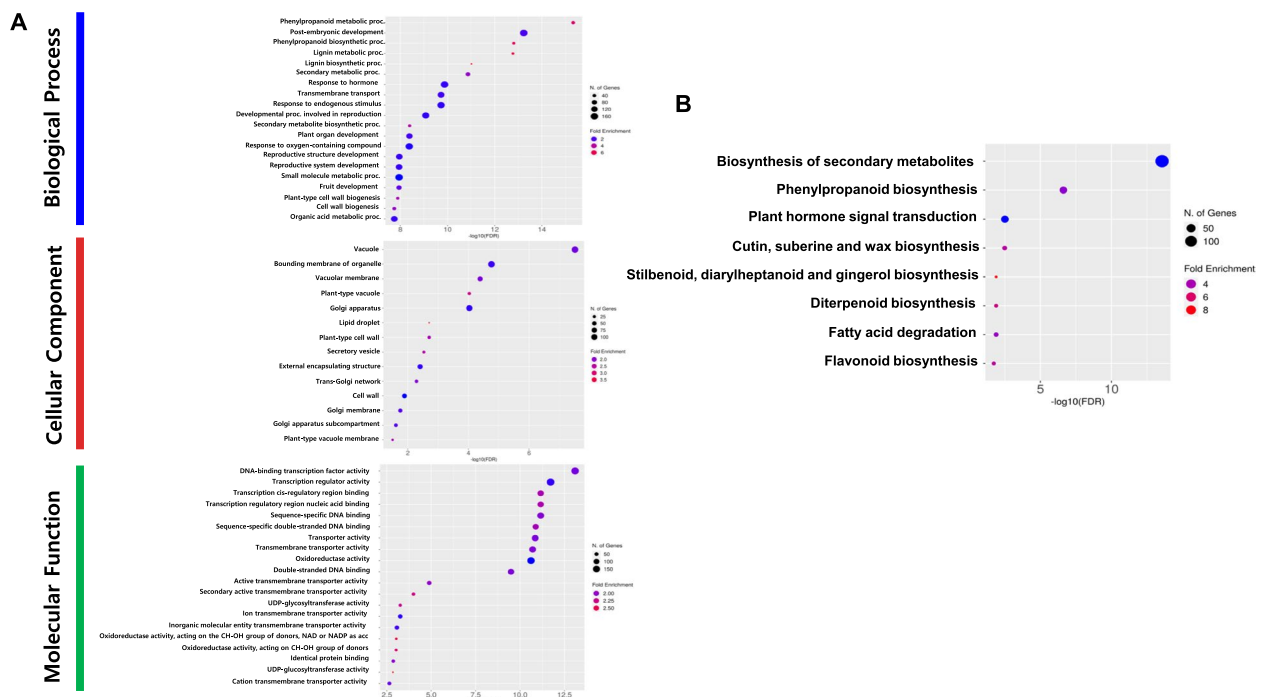 A
Biological Process
Phenylpropanoid metabolic proc.
Post-embryonic development
Phenylpropanoid biosynthetic proc.
Lignin metabolic proc.
Lignin biosynthetic proc.
Secondary metabolic proc.
Response to hormone
Transmembrane transport
Response to endogenous stimulus
Developmental proc. involved in reproduction
Secondary metabolite biosynthetic proc.
Plant organ development
Response to oxygen-containing compound
Reproductive structure development
Reproductive system development
Small molecule metabolic proc.
Fruit development
Plant-type cell wall biogenesis
Cell wall biogenesis
Organic acid metabolic proc.
8 10 12 14
-log10(FDR)
N. of Genes
40
80
120
160
Fold Enrichment
2
4
6
Cellular Component
Vacuole
Bounding membrane of organelle
Vacuolar membrane
Plant-type vacuole
Golgi apparatus
Lipid droplet
Plant-type cell wall
Secretory vesicle
External encapsulating structure
Trans-Golgi network
Cell wall
Golgi membrane
Golgi apparatus subcompartment
Plant-type vacuole membrane
2 4 6
-log10(FDR)
N. of Genes
25
50
75
100
Fold Enrichment
2.0
2.5
3.0
3.5
Molecular Function
DNA-binding transcription factor activity
Transcription regulator activity
Transcription cis-regulatory region binding
Transcription regulatory region nucleic acid binding
Sequence-specific DNA binding
Sequence-specific double-stranded DNA binding
Transporter activity
Transmembrane transporter activity
Oxidoreductase activity
Double-stranded DNA binding
Active transmembrane transporter activity
Secondary active transmembrane transporter activity
UDP-glycosyltransferase activity
Ion transmembrane transporter activity
Inorganic molecular entity transmembrane transporter activity
Oxidoreductase activity, acting on the CH-OH group of donors, NAD or NADP as acc
Oxidoreductase activity, acting on CH-OH group of donors
Identical protein binding
UDP-glucosyltransferase activity
Cation transmembrane transporter activity
2.5 5.0 7.5 10.0 12.5
N. of Genes
50
100
150
Fold Enrichment
2.00
2.25
2.50
B
Biosynthesis of secondary metabolites
Phenylpropanoid biosynthesis
Plant hormone signal transduction
Cutin, suberine and wax biosynthesis
Stilbenoid, diarylheptanoid and gingerol biosynthesis
Diterpenoid biosynthesis
Fatty acid degradation
Flavonoid biosynthesis
5 10
-log10(FDR)
N. of Genes
50
100
Fold Enrichment
4
6
8